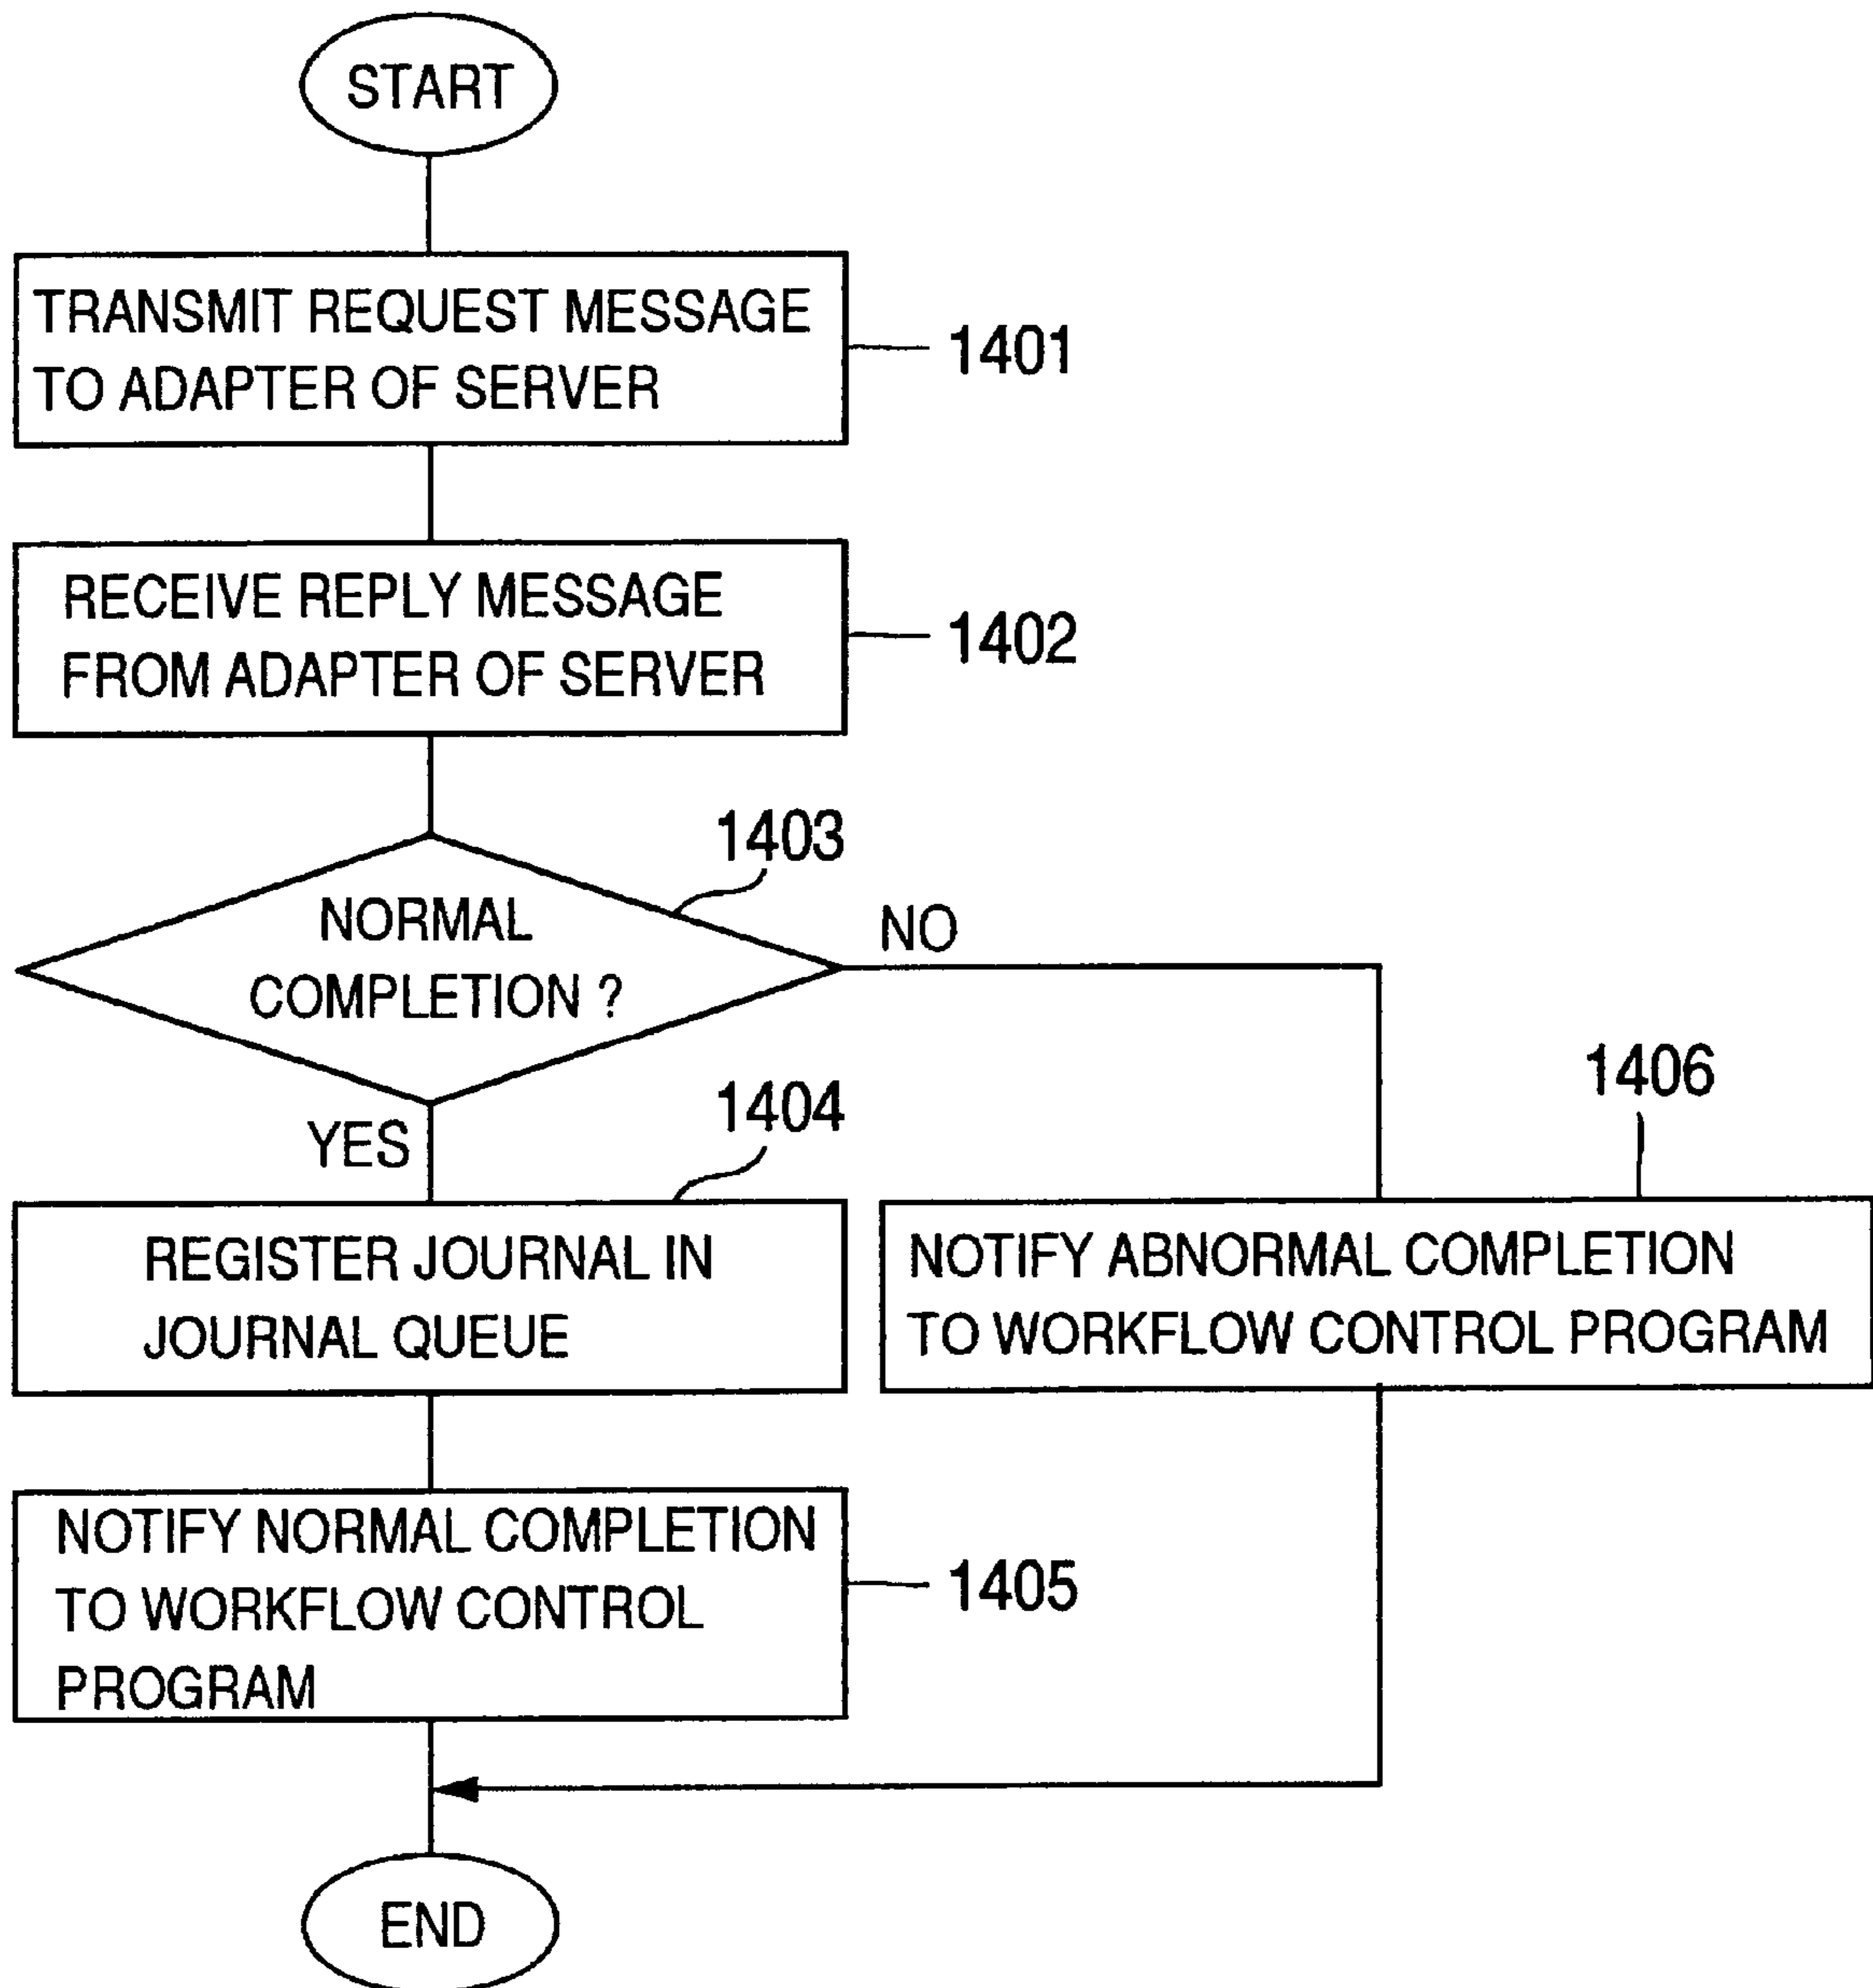 START
TRANSMIT REQUEST MESSAGE
TO ADAPTER OF SERVER
1401
RECEIVE REPLY MESSAGE
FROM ADAPTER OF SERVER
1402
1403
NORMAL
COMPLETION ?
NO
YES
1404
REGISTER JOURNAL IN
JOURNAL QUEUE
1406
NOTIFY ABNORMAL COMPLETION
TO WORKFLOW CONTROL PROGRAM
NOTIFY NORMAL COMPLETION
TO WORKFLOW CONTROL
PROGRAM
1405
END